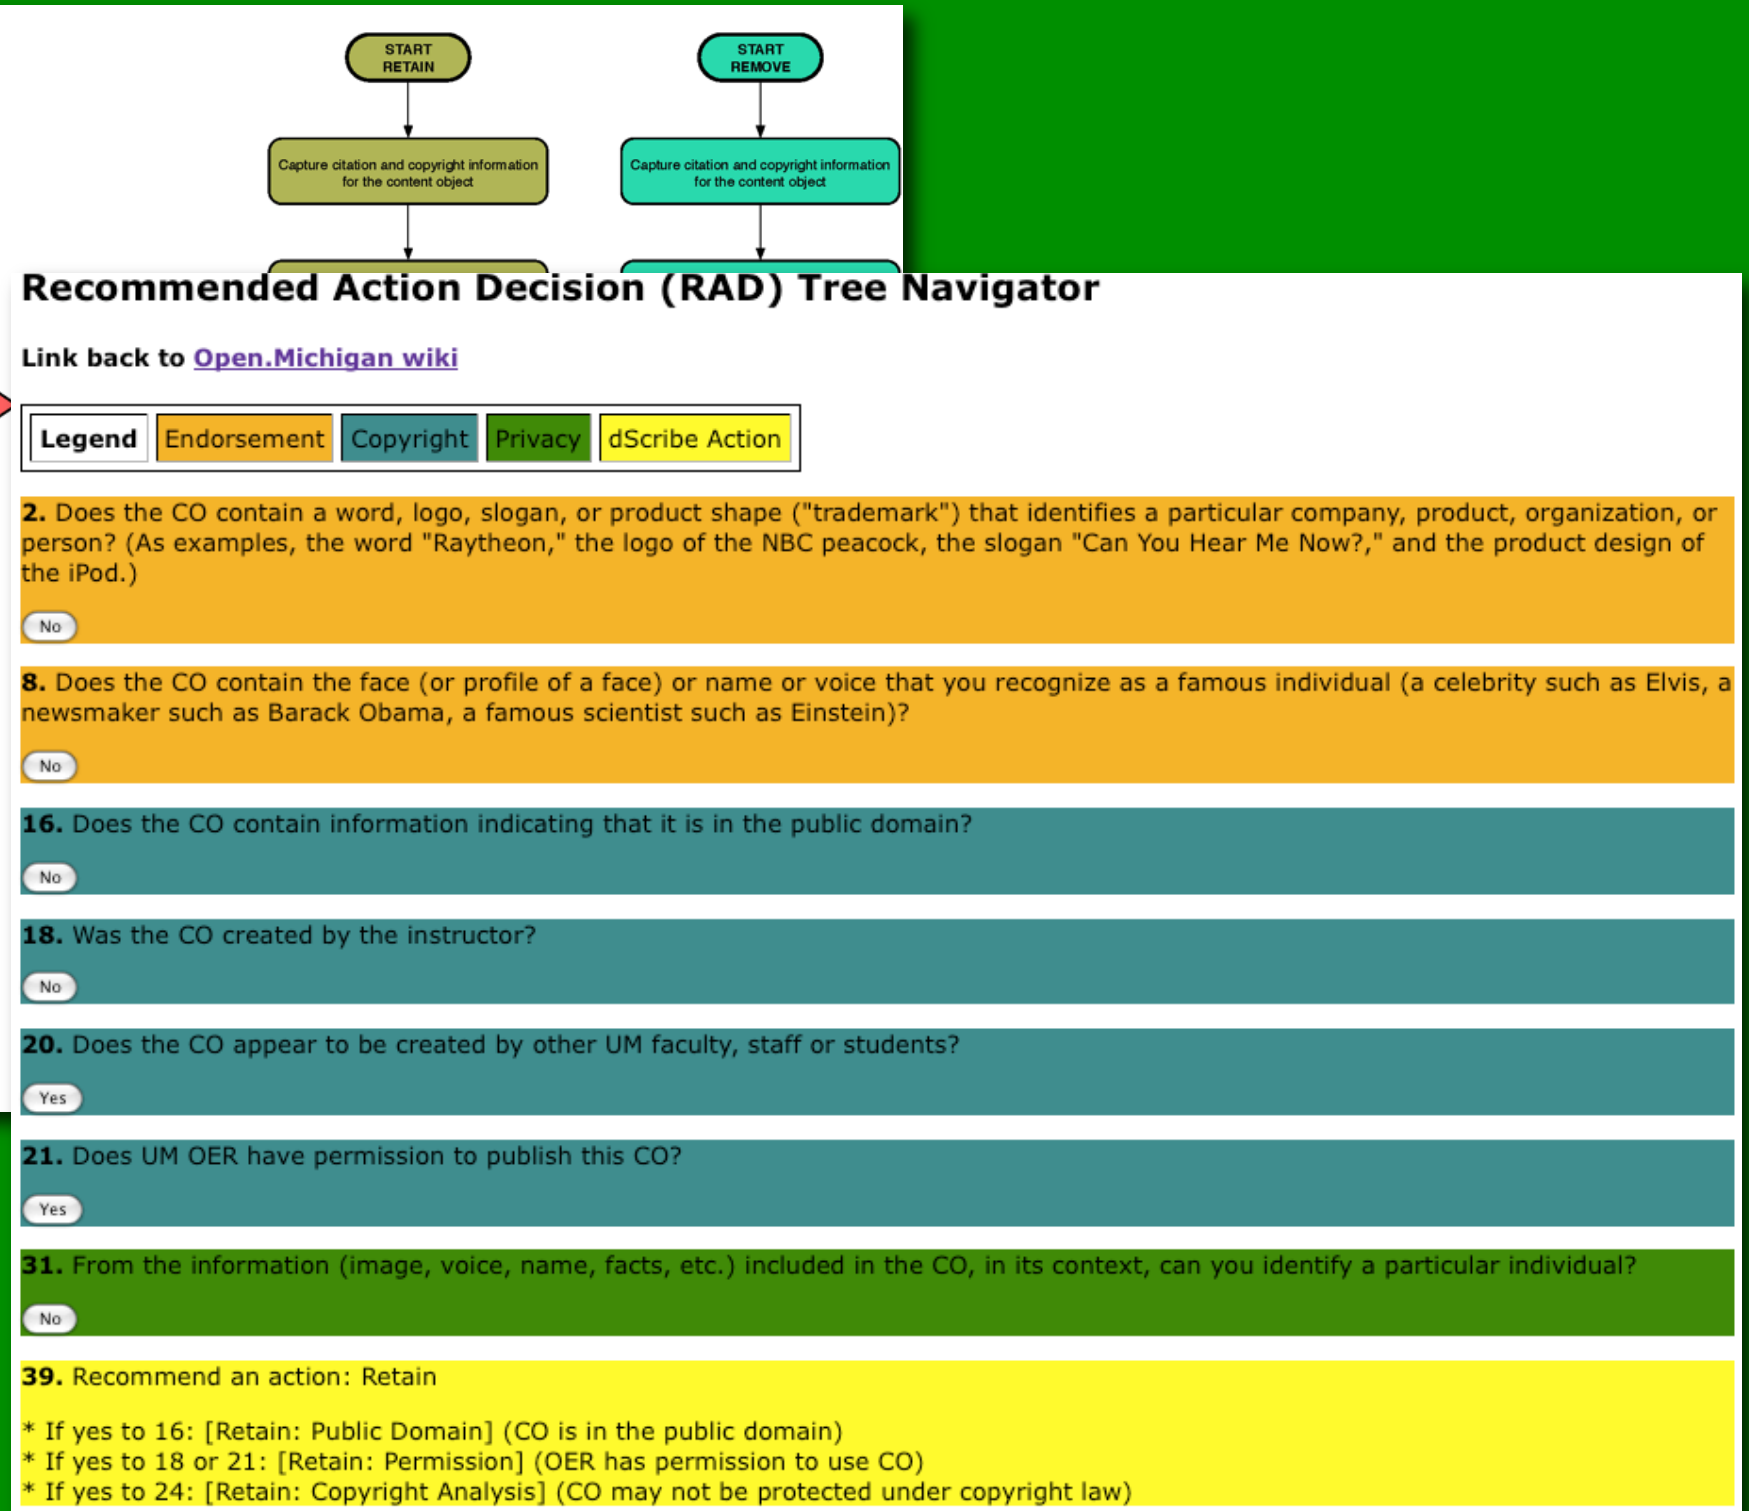 START
RETAIN
START
REMOVE
Capture citation and copyright information
for the content object
Capture citation and copyright information
for the content object
Recommended Action Decision (RAD) Tree Navigator
Link back to Open.Michigan wiki
Legend Endorsement Copyright Privacy dScribe Action
2. Does the CO contain a word, logo, slogan, or product shape ("trademark") that identifies a particular company, product, organization, or
person? (As examples, the word "Raytheon," the logo of the NBC peacock, the slogan "Can You Hear Me Now?," and the product design of
the iPod.)
No
8. Does the CO contain the face (or profile of a face) or name or voice that you recognize as a famous individual (a celebrity such as Elvis, a
newsmaker such as Barack Obama, a famous scientist such as Einstein)?
No
16. Does the CO contain information indicating that it is in the public domain?
No
18. Was the CO created by the instructor?
No
20. Does the CO appear to be created by other UM faculty, staff or students?
Yes
21. Does UM OER have permission to publish this CO?
Yes
31. From the information (image, voice, name, facts, etc.) included in the CO, in its context, can you identify a particular individual?
No
39. Recommend an action: Retain
* If yes to 16: [Retain: Public Domain] (CO is in the public domain)
* If yes to 18 or 21: [Retain: Permission] (OER has permission to use CO)
* If yes to 24: [Retain: Copyright Analysis] (CO may not be protected under copyright law)